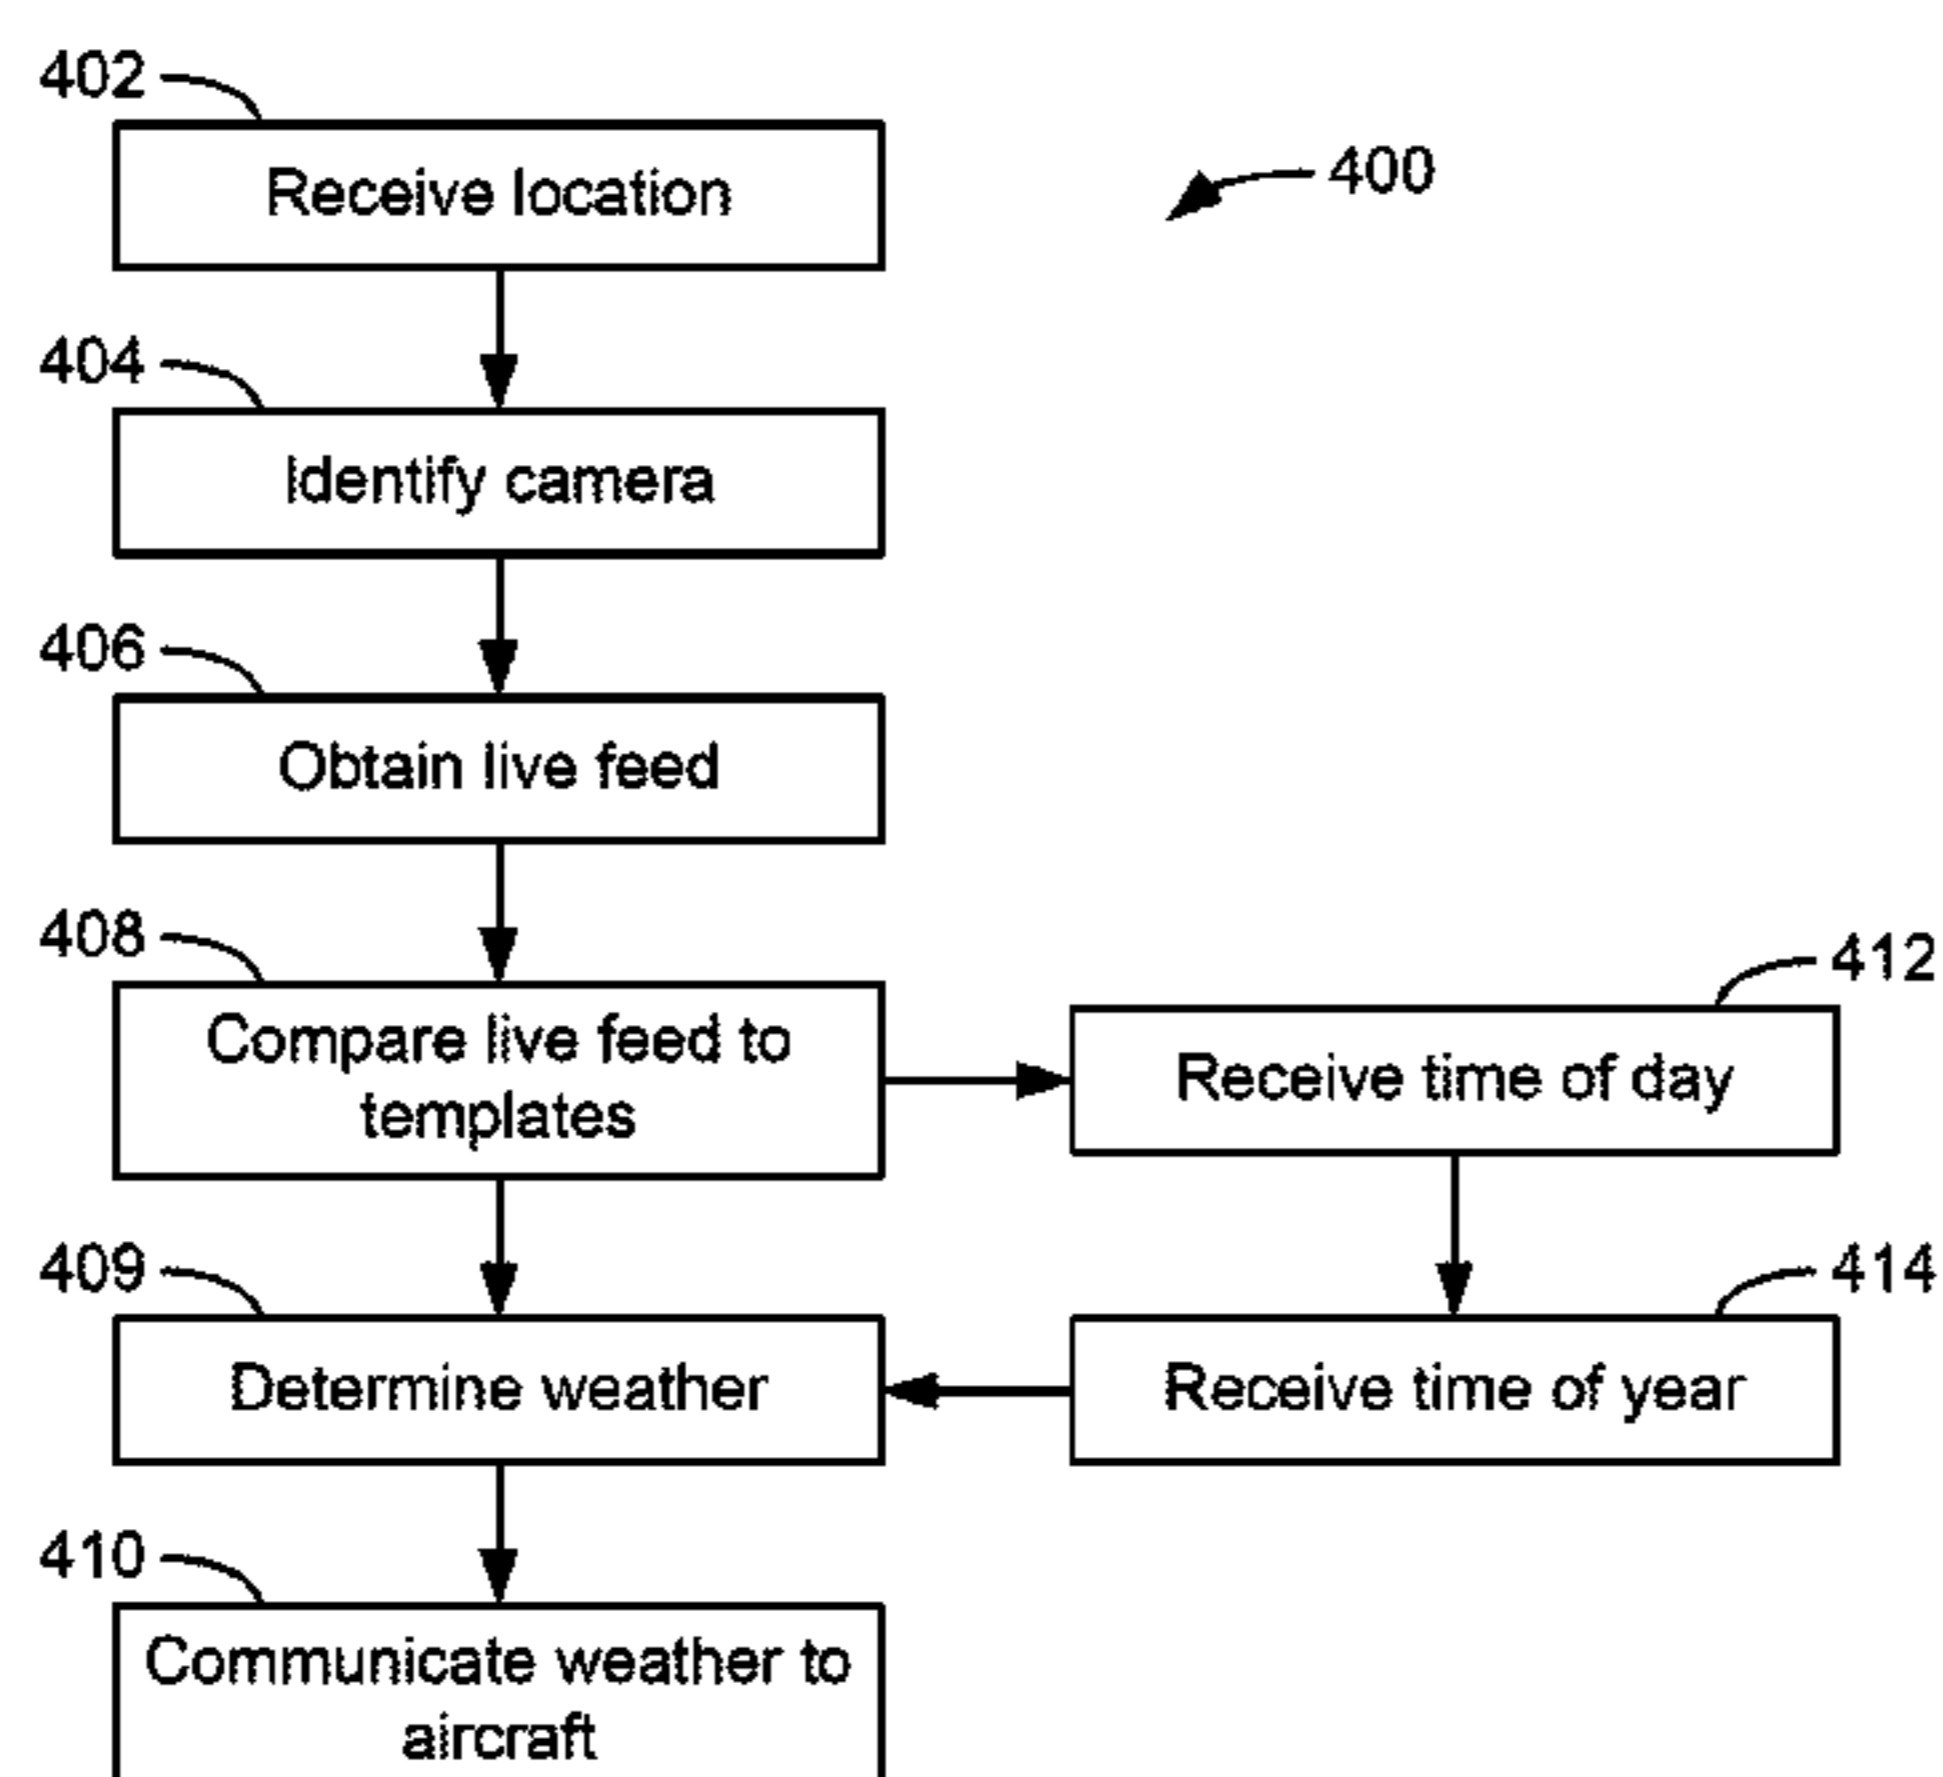 402
Receive location
400
404
Identify camera
406
Obtain live feed
408
Compare live feed to
templates
412
Receive time of day
409
Determine weather
414
Receive time of year
410
Communicate weather to
aircraft